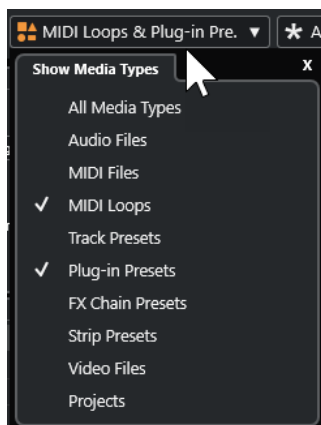 MIDI Loops & Plug-in Pre. ▼ A
Show Media Types X
All Media Types
Audio Files
MIDI Files
✓ MIDI Loops
Track Presets
✓ Plug-in Presets
FX Chain Presets
Strip Presets
Video Files
Projects